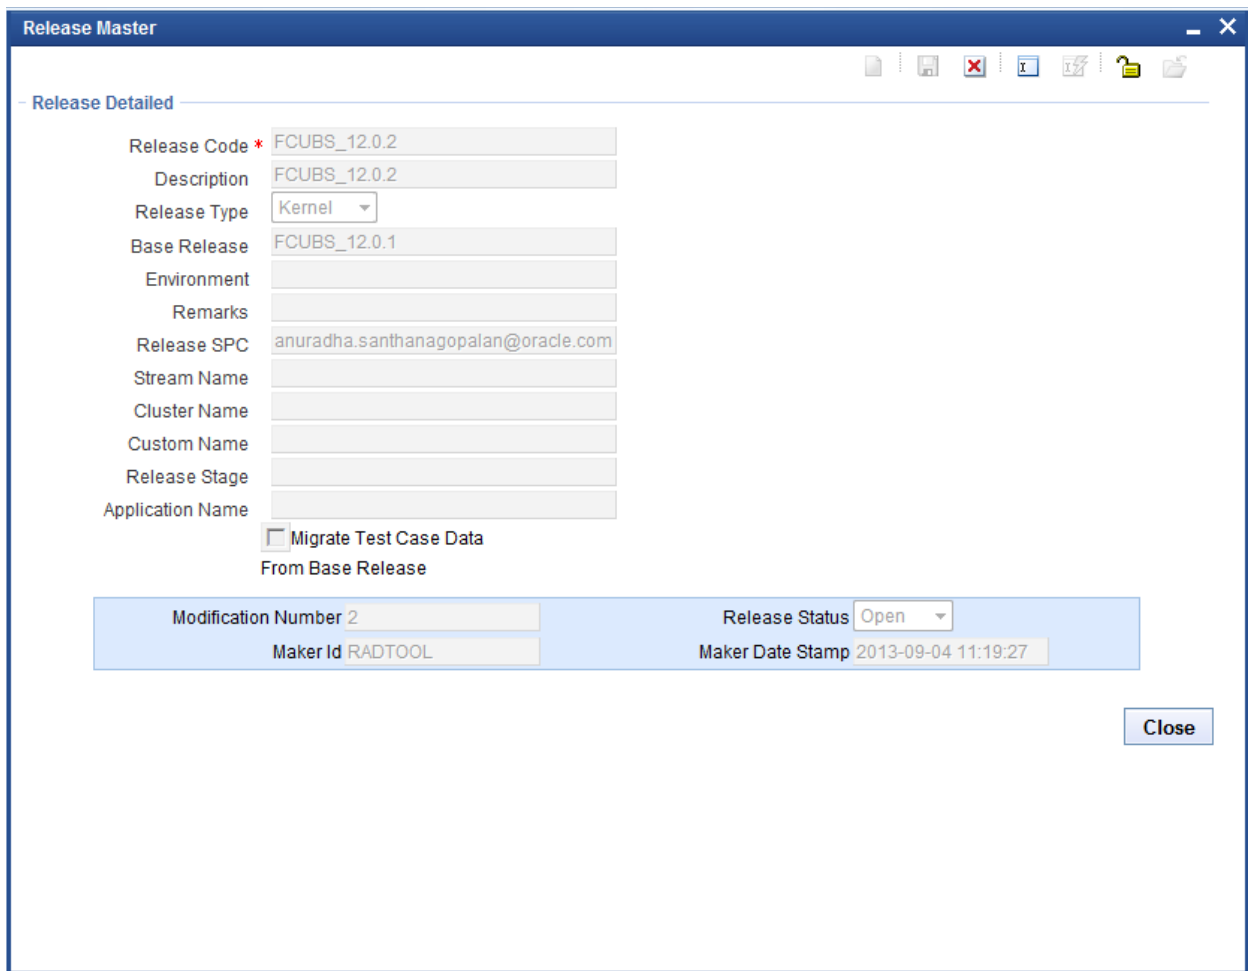 Release Master
Release Detailed
Release Code * FCUBS_12.0.2
Description FCUBS_12.0.2
Release Type Kernel
Base Release FCUBS_12.0.1
Environment
Remarks
Release SPC anuradha.santhanagopalan@oracle.com
Stream Name
Cluster Name
Custom Name
Release Stage
Application Name
Migrate Test Case Data
From Base Release
Modification Number 2 Release Status Open
Maker Id RADTOOL Maker Date Stamp 2013-09-04 11:19:27
Close